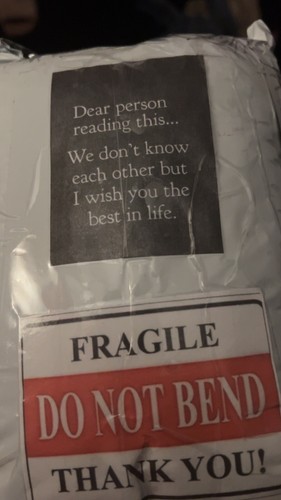 Dear person
reading this...
We don't know
each other but
I wish you the
best in life.
FRAGILE
DO NOT BEND
THANK YOU!